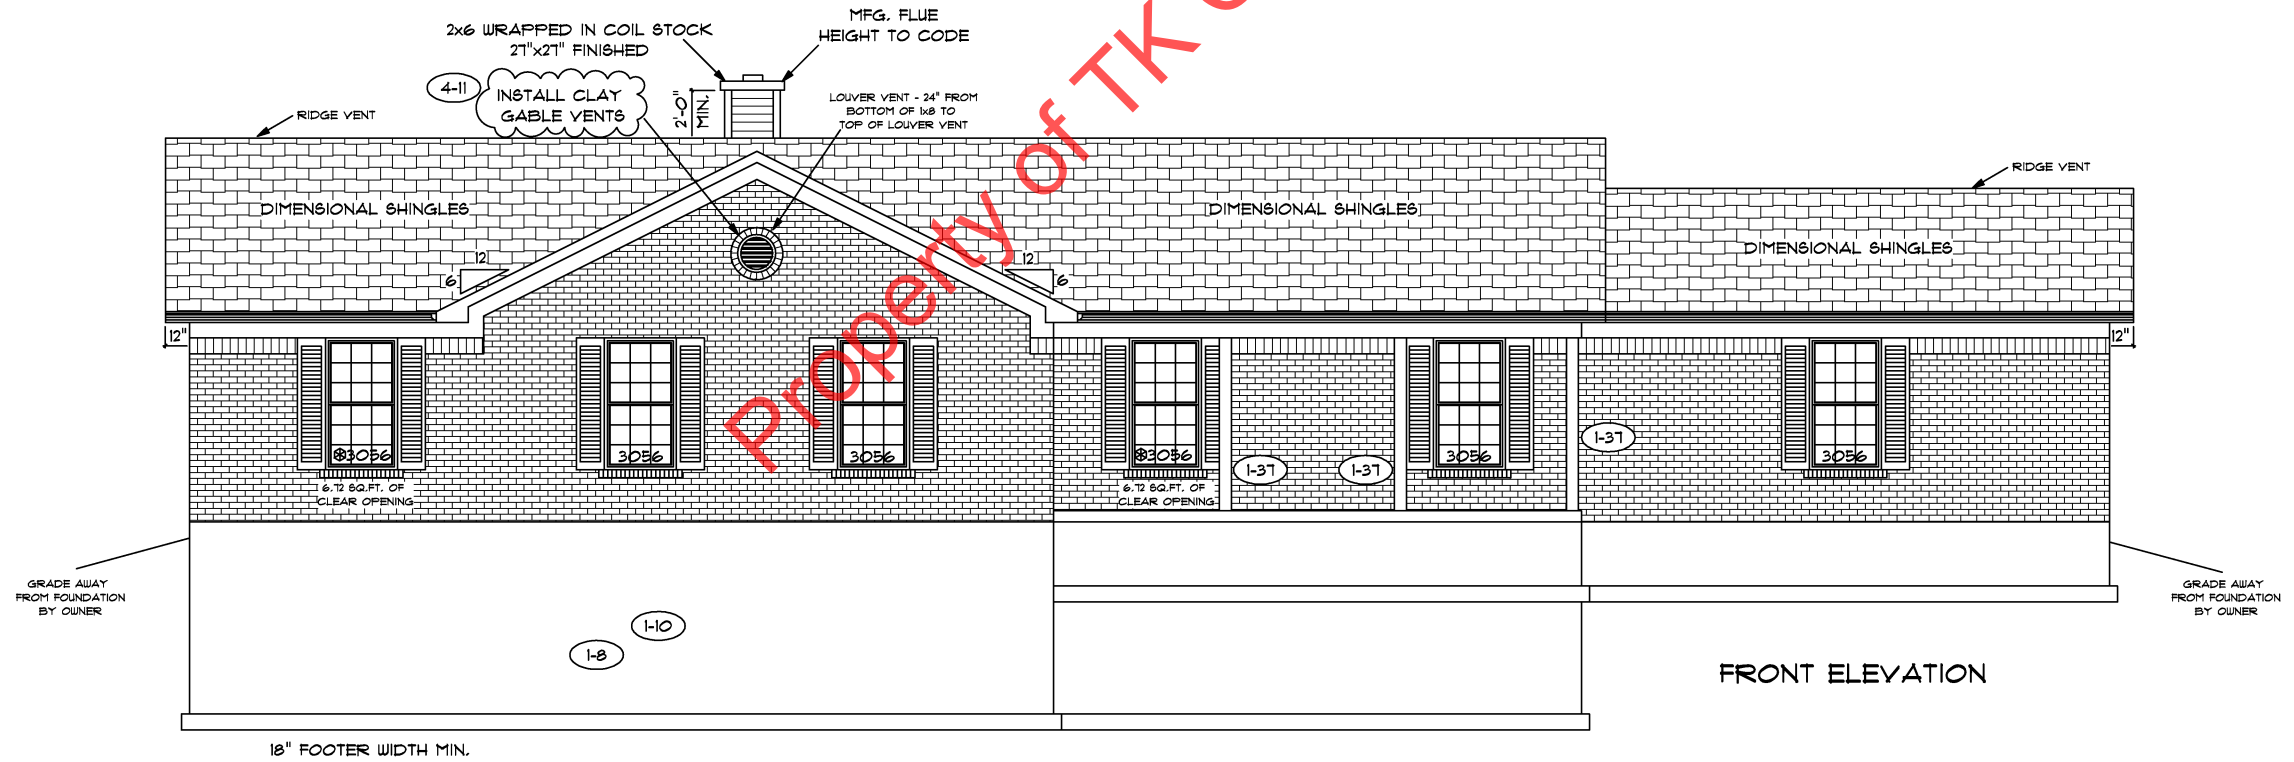 2x6 WRAPPED IN COIL STOCK
27"x27" FINISHED
MFG. FLUE
HEIGHT TO CODE
4-11
INSTALL CLAY
GABLE VENTS
2'-0"
MIN.
LOUVER VENT - 24" FROM
BOTTOM OF 1x8 TO
TOP OF LOUVER VENT
RIDGE VENT
RIDGE VENT
DIMENSIONAL SHINGLES
DIMENSIONAL SHINGLES
DIMENSIONAL SHINGLES
12
6
12
6
12"
12"
Property of TK
3056
3056
3056
3056
3056
3056
6.72 SQ.FT. OF
CLEAR OPENING
6.72 SQ.FT. OF
CLEAR OPENING
1-37
1-37
1-37
GRADE AWAY
FROM FOUNDATION
BY OWNER
GRADE AWAY
FROM FOUNDATION
BY OWNER
1-10
1-8
FRONT ELEVATION
18" FOOTER WIDTH MIN.